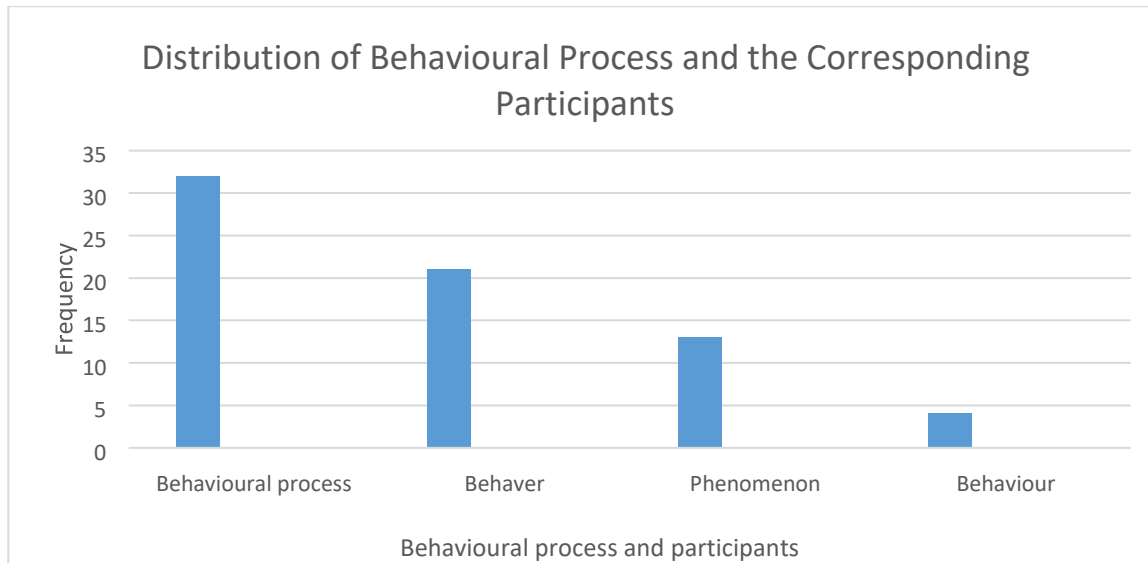 Distribution of Behavioural Process and the Corresponding
Participants
35
30
25
20
15
10
5
0
Frequency
Behavioural process
Behaver
Phenomenon
Behaviour
Behavioural process and participants